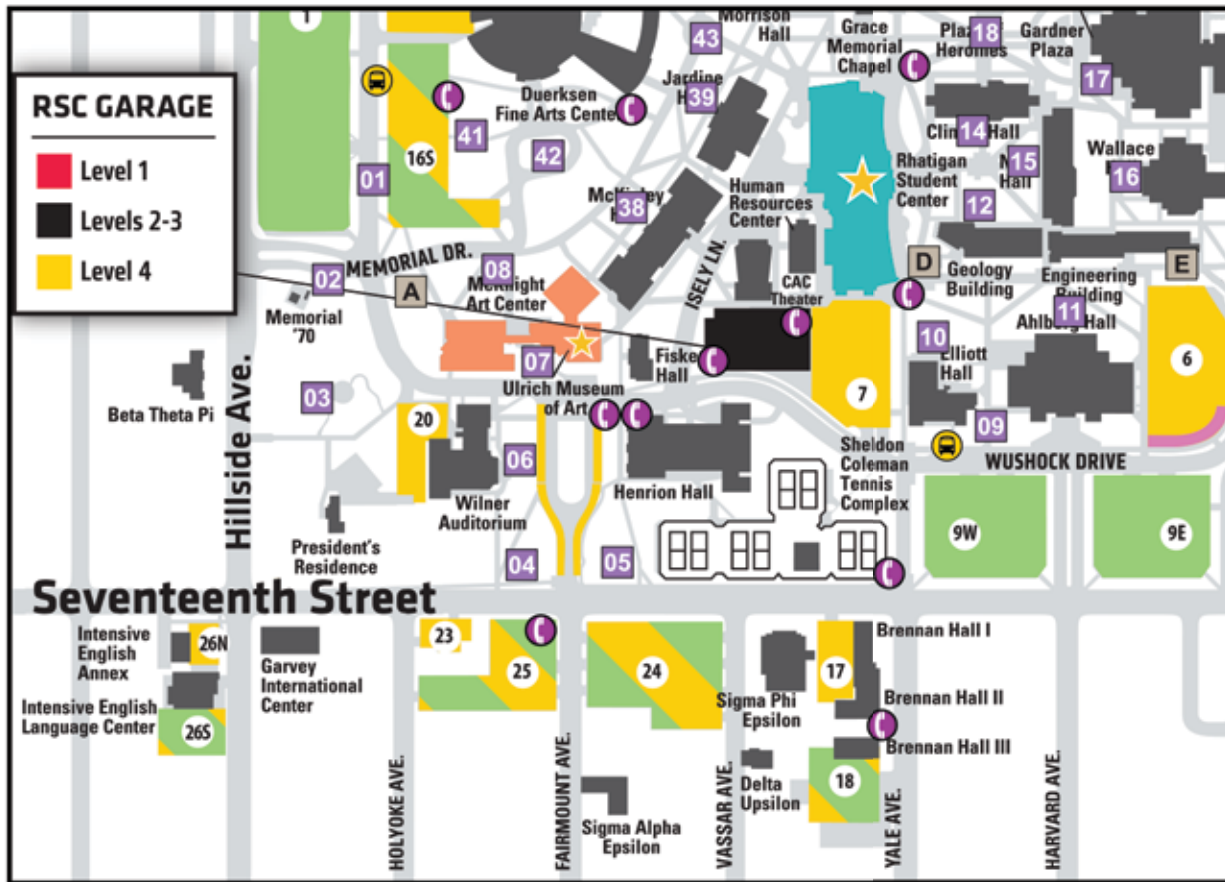 1
43
Morrison
Hall
Grace
Memorial
Chapel
18
Gardner
Plaza
RSC GARAGE
Level 1
Levels 2-3
Level 4
16S
41
Duerksen
Fine Arts Center
42
39
17
01
14
15
16
Wallace
38
Human
Resources
Center
Rhatigan
Student
Center
12
MEMORIAL DR.
02
A
08
Art Center
ISELY LN.
CAC
Theater
D
Geology
Building
Engineering
Building
E
Memorial
'70
11
Ahlberg Hall
10
Elliott
Hall
07
Ulrich Museum
of Art
Fiske
Hall
7
6
Beta Theta Pi
03
20
09
WUSHOCK DRIVE
06
Wilner
Auditorium
Henrion Hall
Sheldon
Coleman
Tennis
Complex
Hillside Ave.
President's
Residence
04
05
9W
9E
Seventeenth Street
Intensive
English
Annex
26N
Garvey
International
Center
23
25
24
17
Brennan Hall I
Sigma Phi
Epsilon
Brennan Hall II
Intensive English
Language Center
26S
Brennan Hall III
HOLYOKE AVE.
FAIRMOUNT AVE.
Sigma Alpha
Epsilon
VASSAR AVE.
Delta
Upsilon
18
YALE AVE.
HARVARD AVE.